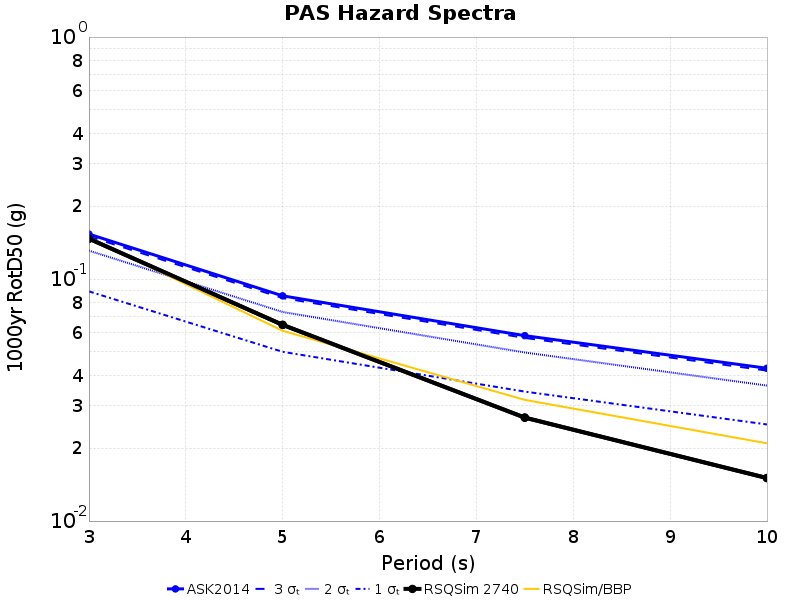 PAS Hazard Spectra
1000yr RotD50 (g)
10^0
8
6
4
3
2
10^-1
8
6
4
3
2
10^-2
3 4 5 6 7 8 9 10
Period (s)
ASK2014 3 σₜ 2 σₜ 1 σₜ RSQSim 2740 RSQSim/BBP